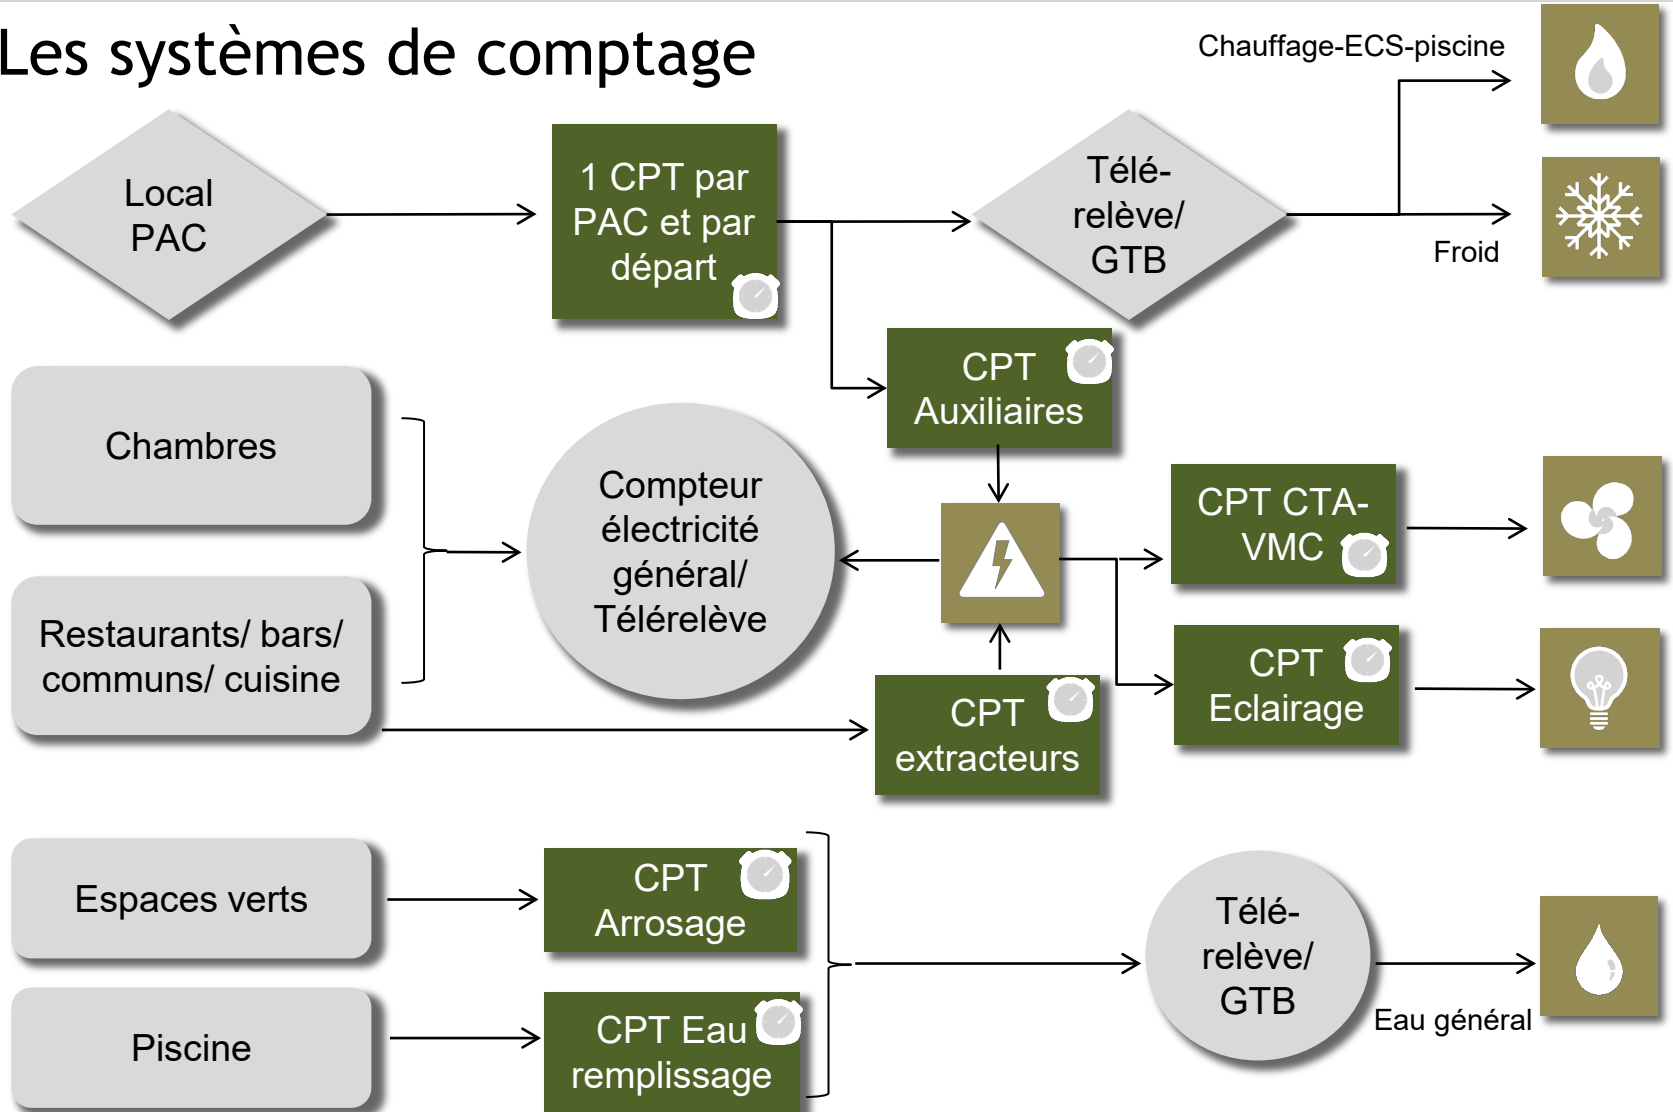 Les systèmes de comptage
Chauffage-ECS-piscine
Local
PAC
1 CPT par
PAC et par
départ
Télé-
relève/
GTB
Froid
CPT
Auxiliaires
Chambres
Compteur
électricité
général/
Télérelève
CPT CTA-
VMC
Restaurants/ bars/
communs/ cuisine
CPT
Eclairage
CPT
extracteurs
Espaces verts
CPT
Arrosage
Télé-
relève/
GTB
Eau général
Piscine
CPT Eau
remplissage